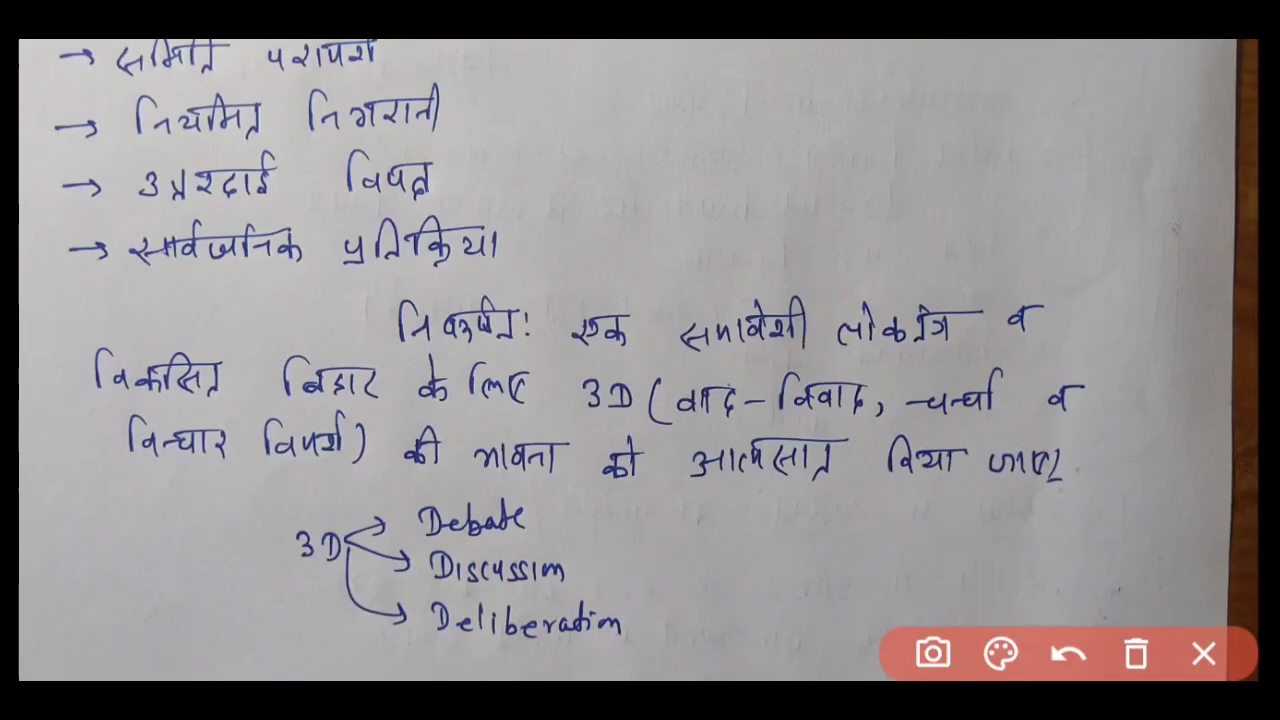 → समिति परामर्श
→ नियमित निगरानी
→ उत्तरदाई विपक्ष
→ सार्वजनिक प्रतिक्रिया
निष्कर्षत: एक समावेशी लोकतंत्र व
विकसित बिहार के लिए 3D (वाद-विवाद, चर्चा व
विचार विमर्श) की भावना को आत्मसात किया जाए।
Debate
3D
Discussion
Deliberation